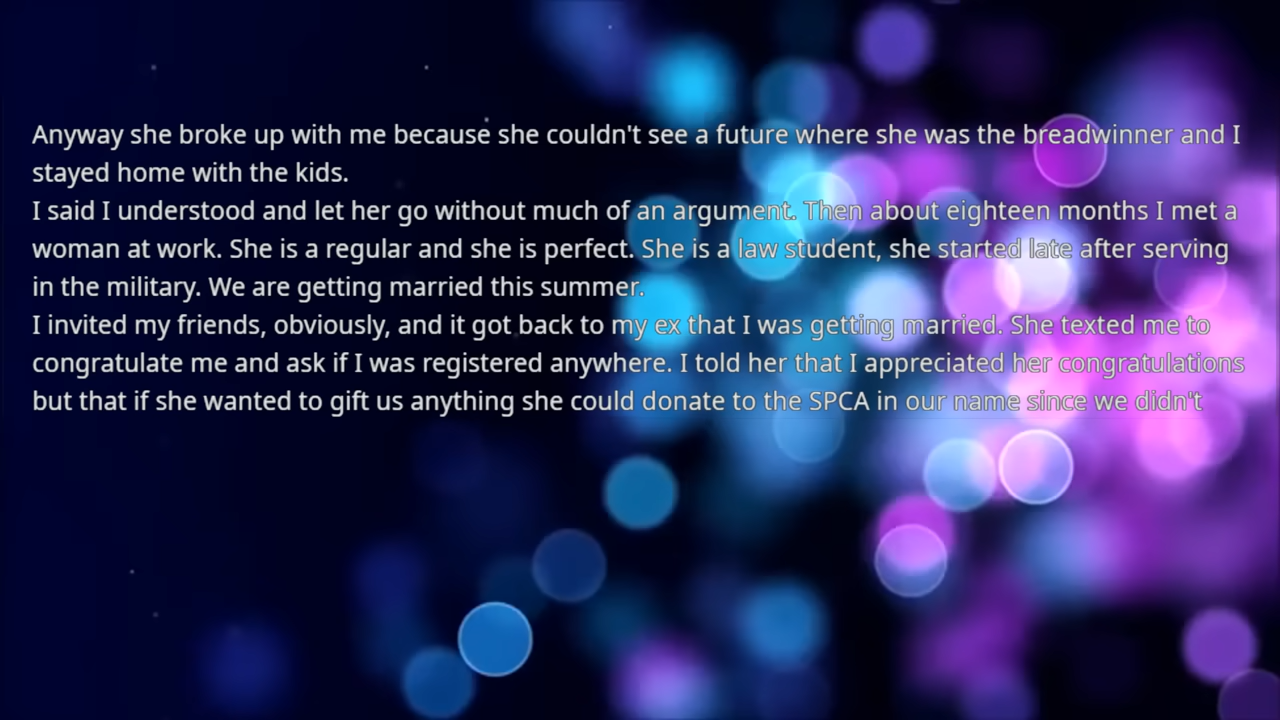 Anyway she broke up with me because she couldn't see a future where she was the breadwinner and I
stayed home with the kids.
I said I understood and let her go without much of an argument. Then about eighteen months I met a
woman at work. She is a regular and she is perfect. She is a law student, she started late after serving
in the military. We are getting married this summer.
I invited my friends, obviously, and it got back to my ex that I was getting married. She texted me to
congratulate me and ask if I was registered anywhere. I told her that I appreciated her congratulations
but that if she wanted to gift us anything she could donate to the SPCA in our name since we didn't